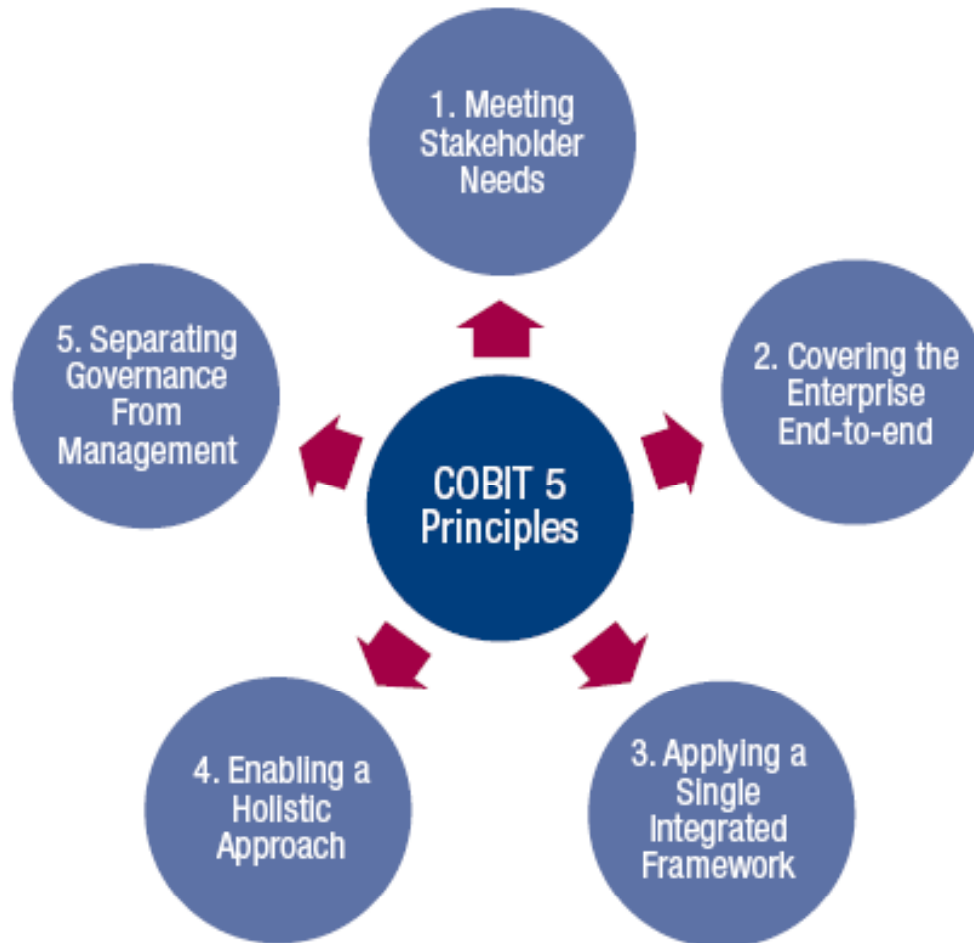 1. Meeting
Stakeholder
Needs
2. Covering the
Enterprise
End-to-end
3. Applying a
Single
Integrated
Framework
4. Enabling a
Holistic
Approach
5. Separating
Governance
From
Management
COBIT 5
Principles